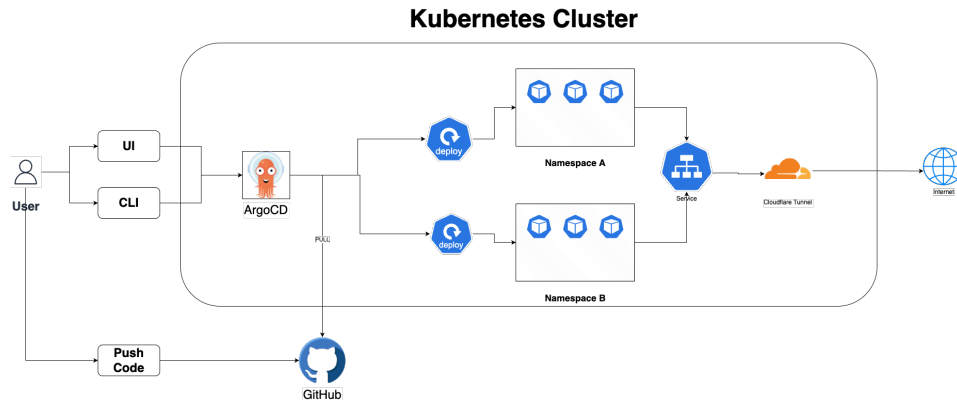 Kubernetes Cluster
UI
CLI
User
ArgoCD
PULL
deploy
deploy
Namespace A
Namespace B
Service
Cloudflare Tunnel
Internet
Push
Code
GitHub